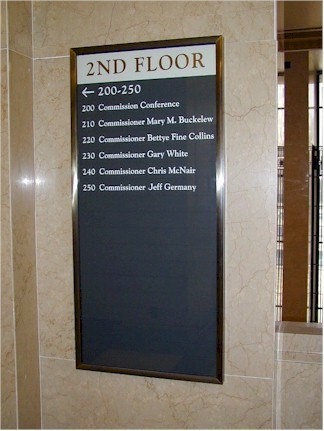 2ND FLOOR
← 200-250
200 Commission Conference
210 Commissioner Mary M. Buckelew
220 Commissioner Bettye Fine Collins
230 Commissioner Gary White
240 Commissioner Chris McNair
250 Commissioner Jeff Germany